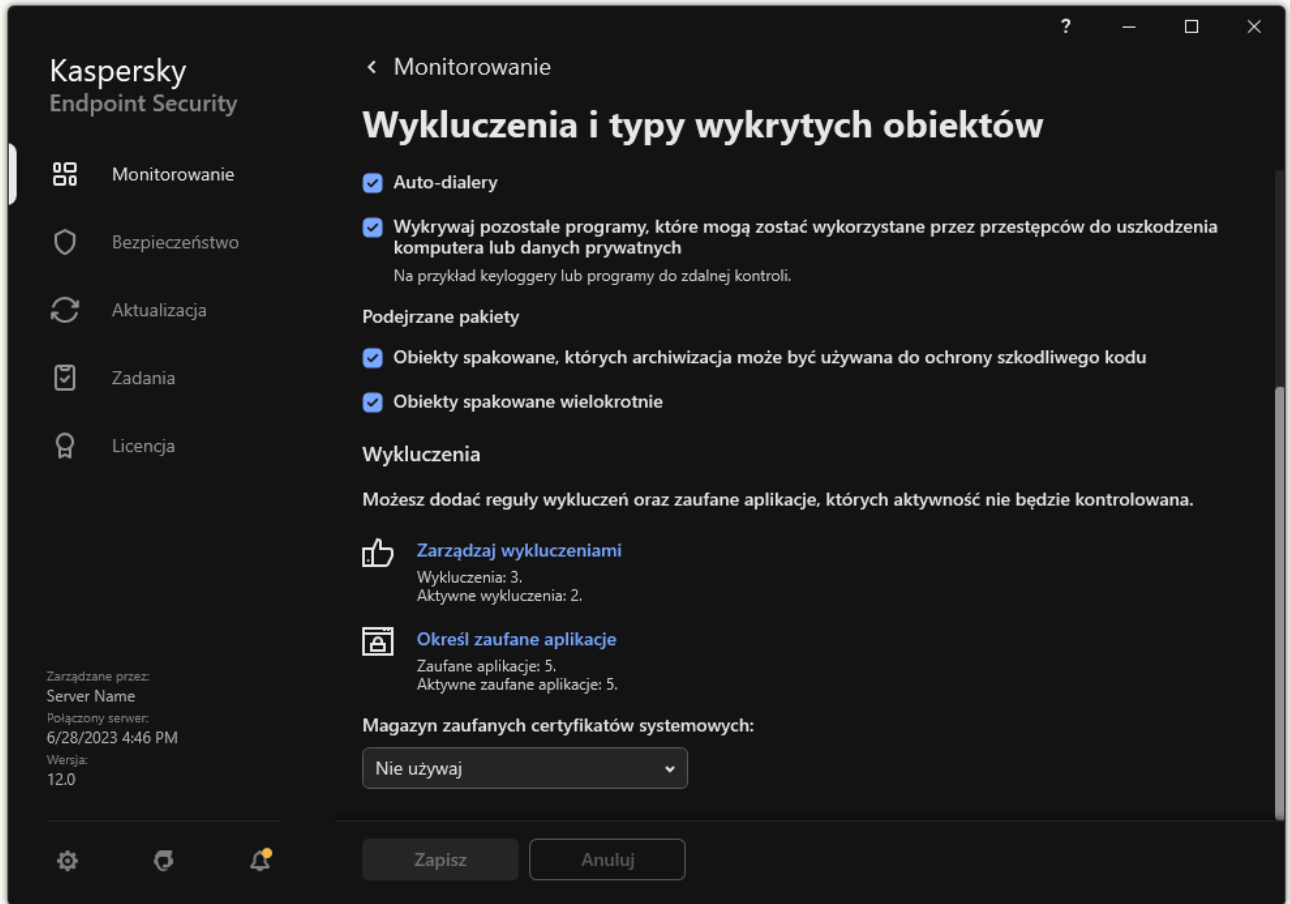 ?
Kaspersky
Endpoint Security
Monitorowanie
Bezpieczeństwo
Aktualizacja
Zadania
Licencja
Zarządzane przez:
Server Name
Połączony serwer:
6/28/2023 4:46 PM
Wersja:
12.0
Monitorowanie
Wykluczenia i typy wykrytych obiektów
Auto-dialery
Wykrywaj pozostałe programy, które mogą zostać wykorzystane przez przestępców do uszkodzenia
komputera lub danych prywatnych
Na przykład keyloggery lub programy do zdalnej kontroli.
Podejrzane pakiety
Obiekty spakowane, których archiwizacja może być używana do ochrony szkodliwego kodu
Obiekty spakowane wielokrotnie
Wykluczenia
Możesz dodać reguły wykluczeń oraz zaufane aplikacje, których aktywność nie będzie kontrolowana.
Zarządzaj wykluczeniami
Wykluczenia: 3.
Aktywne wykluczenia: 2.
Określ zaufane aplikacje
Zaufane aplikacje: 5.
Aktywne zaufane aplikacje: 5.
Magazyn zaufanych certyfikatów systemowych:
Nie używaj
Zapisz
Anuluj